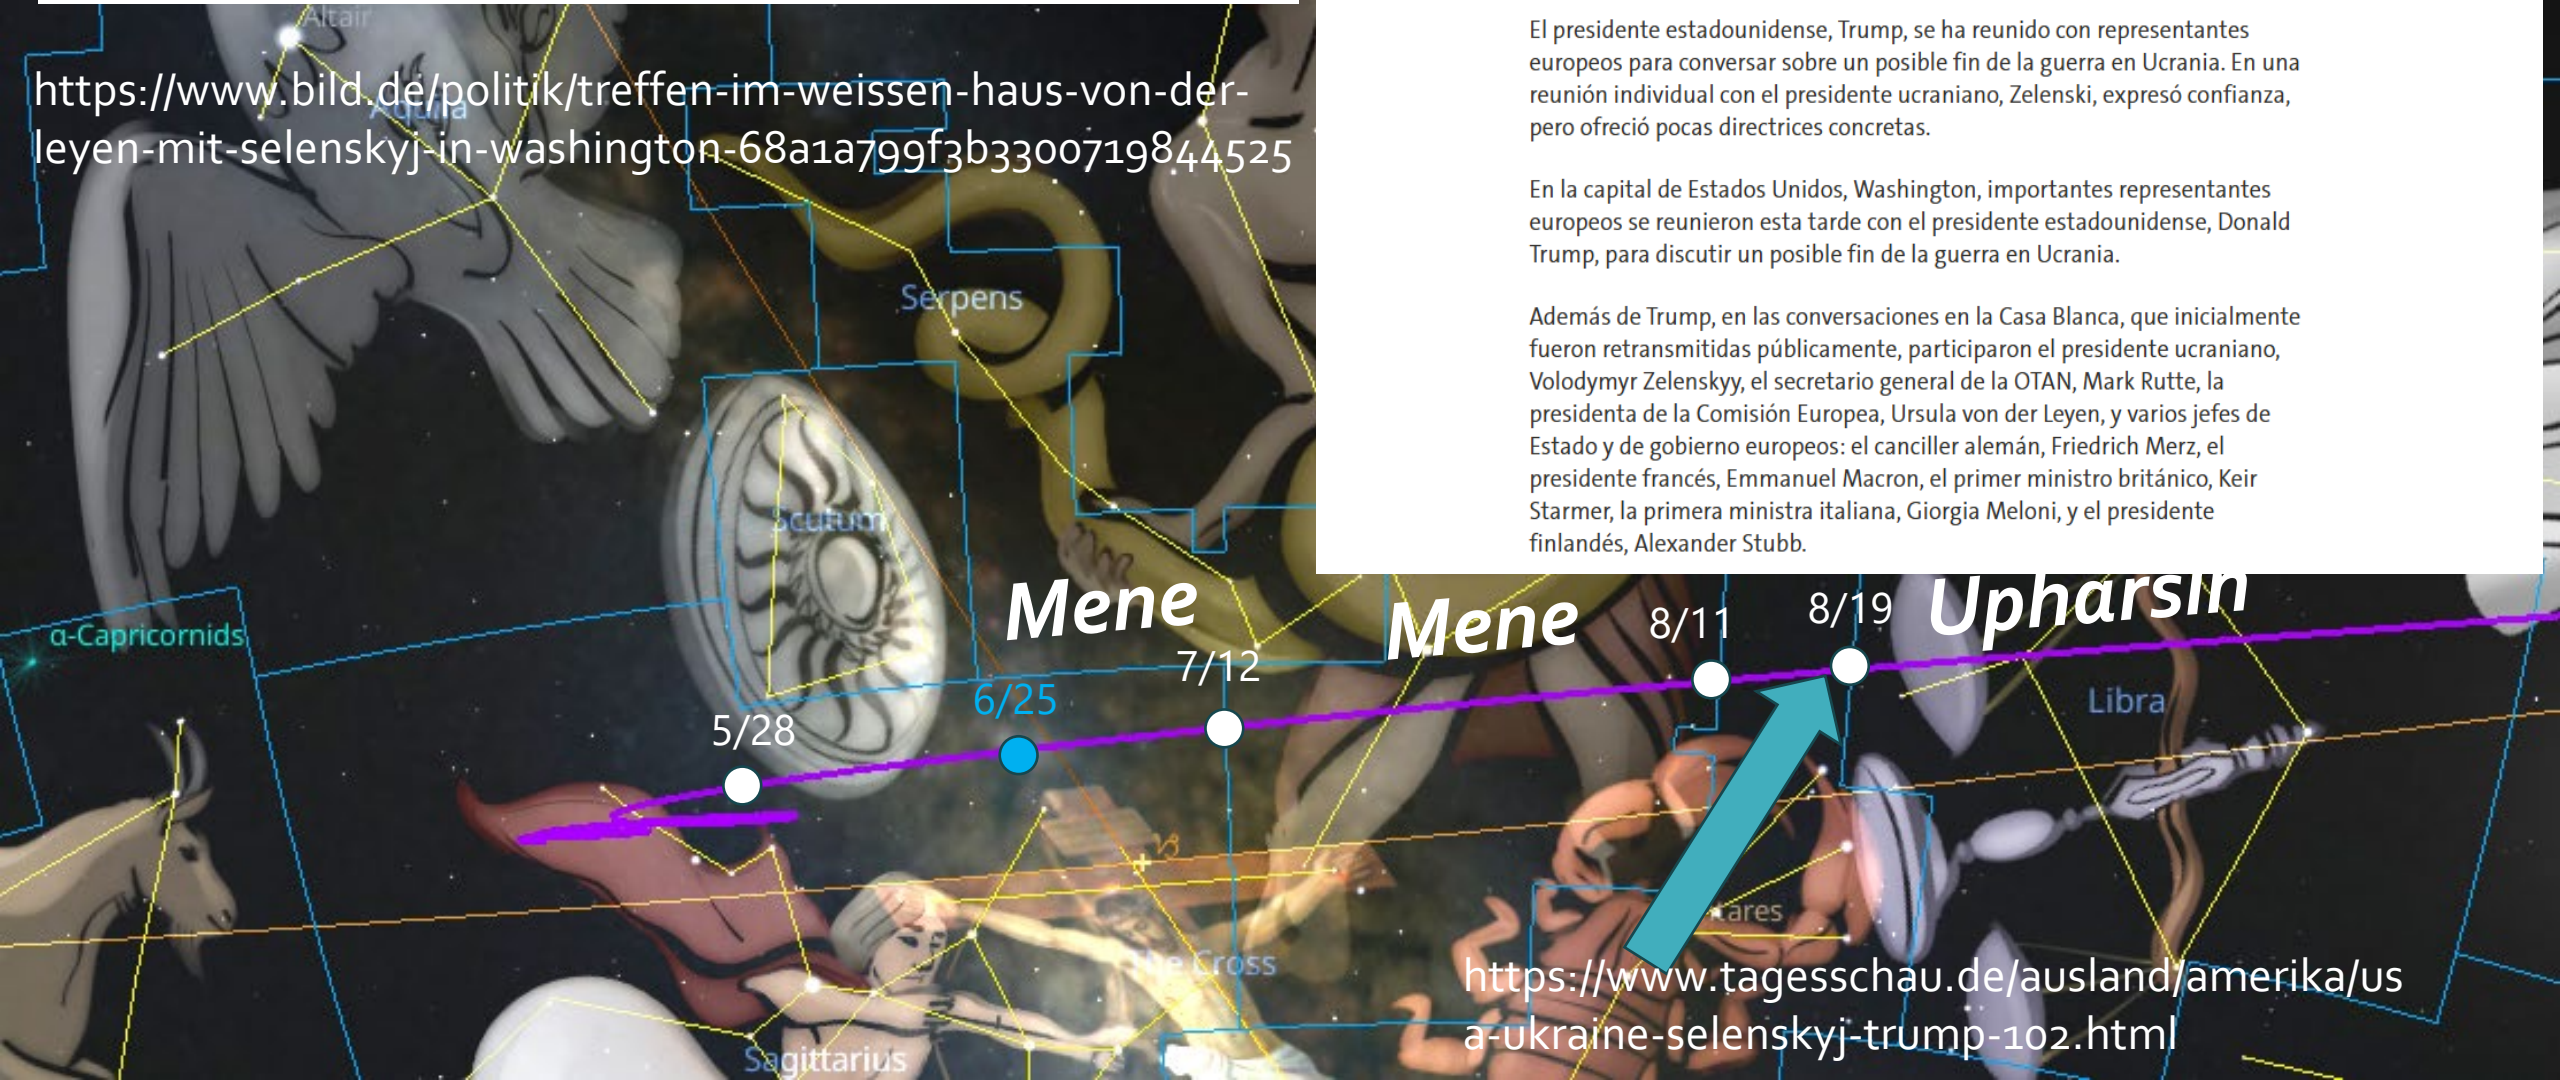 Altair
https://www.bild.de/politik/treffen-im-weissen-haus-von-der-
leyen-mit-selenskyj-in-washington-68a1a799f3b3300719844525
Aquila
Serpens
Scutum
El presidente estadounidense, Trump, se ha reunido con representantes
europeos para conversar sobre un posible fin de la guerra en Ucrania. En una
reunión individual con el presidente ucraniano, Zelenski, expresó confianza,
pero ofreció pocas directrices concretas.
En la capital de Estados Unidos, Washington, importantes representantes
europeos se reunieron esta tarde con el presidente estadounidense, Donald
Trump, para discutir un posible fin de la guerra en Ucrania.
Además de Trump, en las conversaciones en la Casa Blanca, que inicialmente
fueron retransmitidas públicamente, participaron el presidente ucraniano,
Volodymyr Zelenskyy, el secretario general de la OTAN, Mark Rutte, la
presidenta de la Comisión Europea, Ursula von der Leyen, y varios jefes de
Estado y de gobierno europeos: el canciller alemán, Friedrich Merz, el
presidente francés, Emmanuel Macron, el primer ministro británico, Keir
Starmer, la primera ministra italiana, Giorgia Meloni, y el presidente
finlandés, Alexander Stubb.
Mene
Mene
8/11
8/19
Upharsin
α-Capricornids
7/12
6/25
5/28
Libra
The Cross
https://www.tagesschau.de/ausland/amerika/us
a-ukraine-selenskyj-trump-102.html
Sagittarius